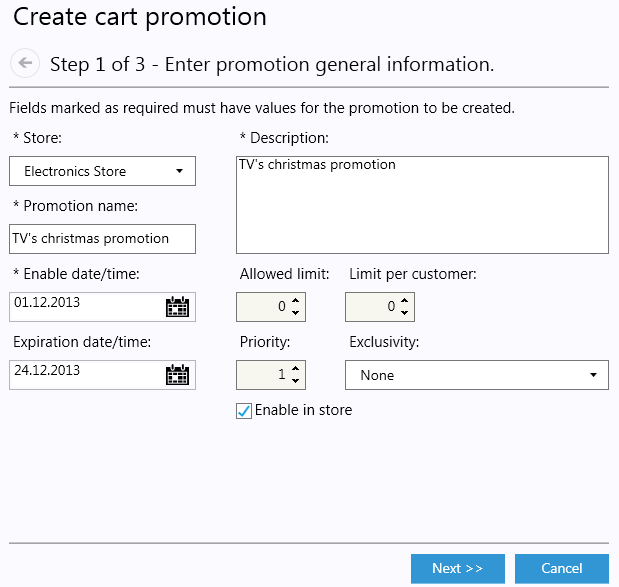 Create cart promotion
Step 1 of 3 - Enter promotion general information.
Fields marked as required must have values for the promotion to be created.
* Store:
Electronics Store
* Promotion name:
TV's christmas promotion
* Enable date/time:
01.12.2013
Expiration date/time:
24.12.2013
* Description:
TV's christmas promotion
Allowed limit:
0
Limit per customer:
0
Priority:
1
Exclusivity:
None
Enable in store
Next >>
Cancel